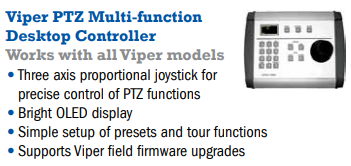 Viper PTZ Multi-function
Desktop Controller
Works with all Viper models
• Three axis proportional joystick for
precise control of PTZ functions
• Bright OLED display
• Simple setup of presets and tour functions
• Supports Viper field firmware upgrades